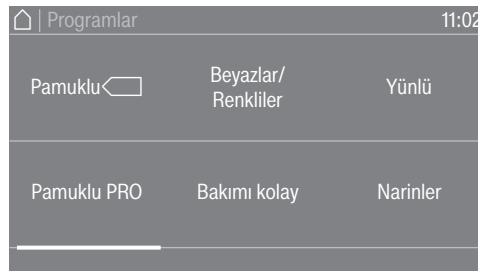 Programlar 11:02
Pamuklu
Beyazlar/
Renkliler
Yünlü
Pamuklu PRO
Bakımı kolay
Narinler